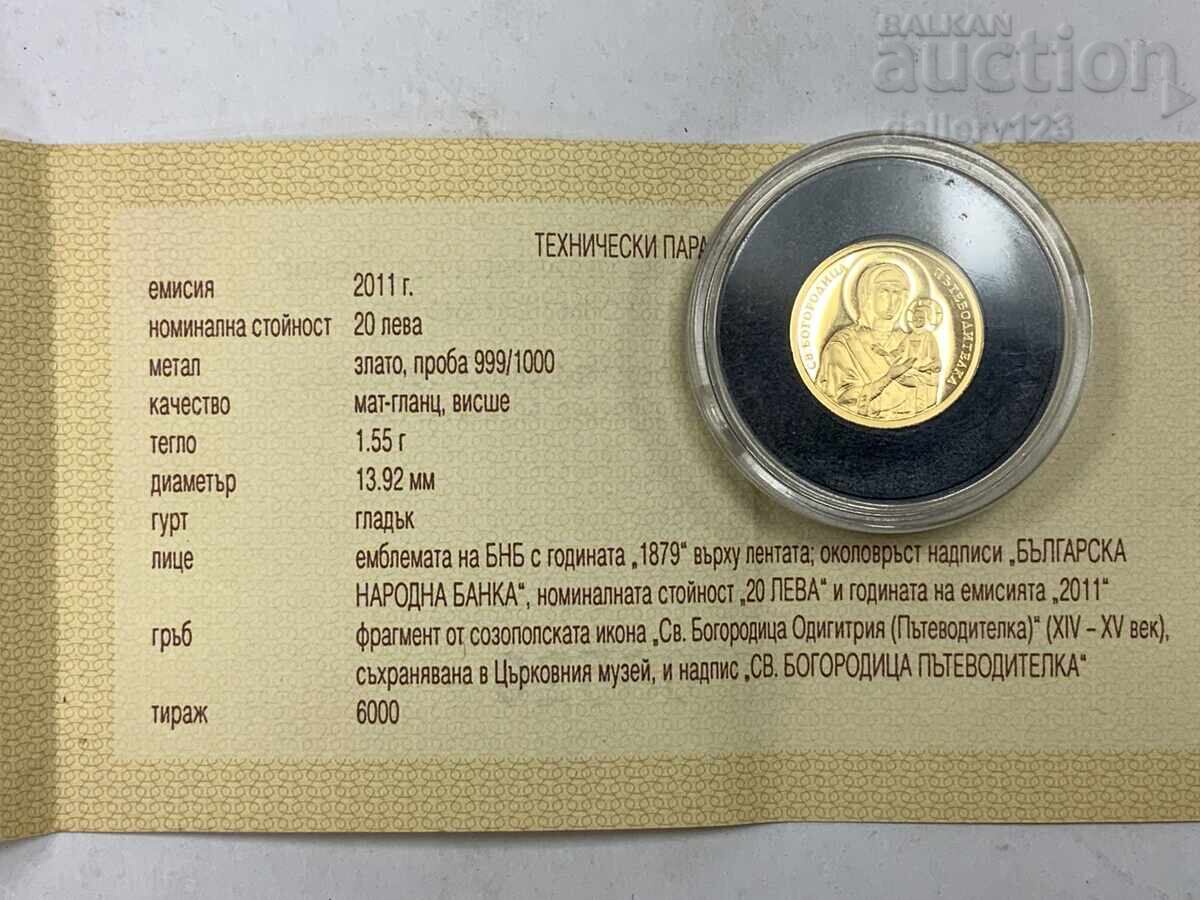 BALKAN
auction
gallery123
ТЕХНИЧЕСКИ ПАРА
емисия 2011 г.
номинална стойност 20 лева
метал злато, проба 999/1000
качество мат-гланц, висше
тегло 1.55 г
диаметър 13.92 мм
гурт гладък
лице емблемата на БНБ с годината „1879“ върху лентата; околовръст надписи „БЪЛГАРСКА
НАРОДНА БАНКА“, номиналната стойност „20 ЛЕВА“ и годината на емисията „2011“
гръб фрагмент от созополската икона „Св. Богородица Одигитрия (Пътеводителка)“ (XIV – XV век),
съхранявана в Църковния музей, и надпис „СВ. БОГОРОДИЦА ПЪТЕВОДИТЕЛКА“
тираж 6000
СВ БОГОРОДИЦА ПЪТЕВОДИТЕЛКА